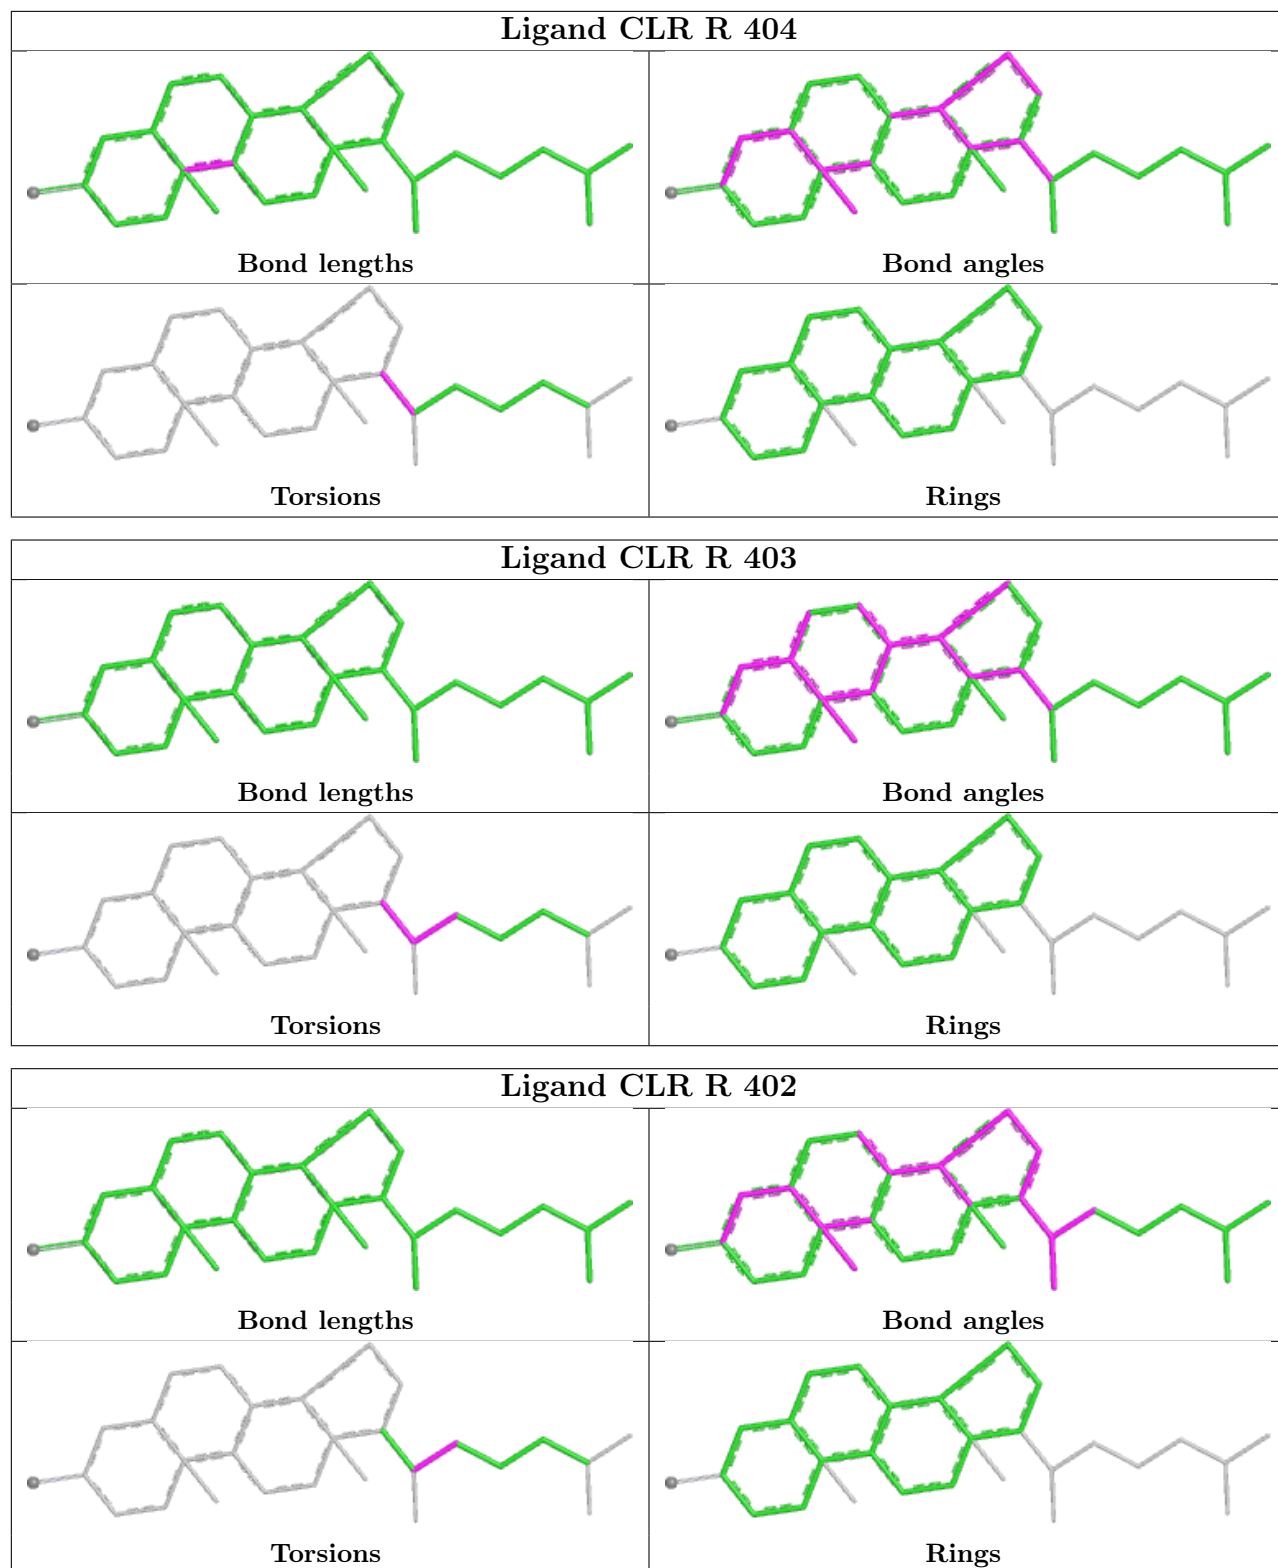 Ligand CLR R 404
Bond lengths
Bond angles
Torsions
Rings
Ligand CLR R 403
Bond lengths
Bond angles
Torsions
Rings
Ligand CLR R 402
Bond lengths
Bond angles
Torsions
Rings